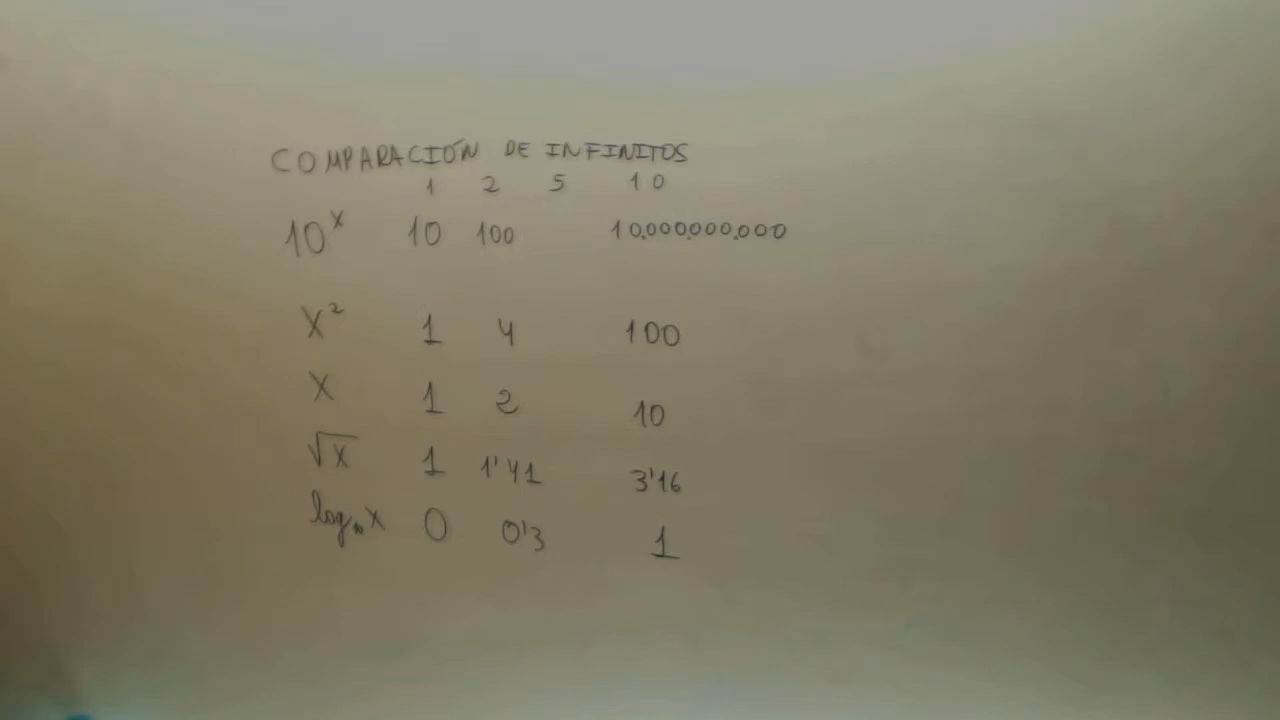 COMPARACIÓN DE INFINITOS
1 2 5 10
10ˣ 10 100 10.000.000.000
x² 1 4 100
x 1 2 10
√x 1 1'41 3'16
log₁₀x 0 0'3 1